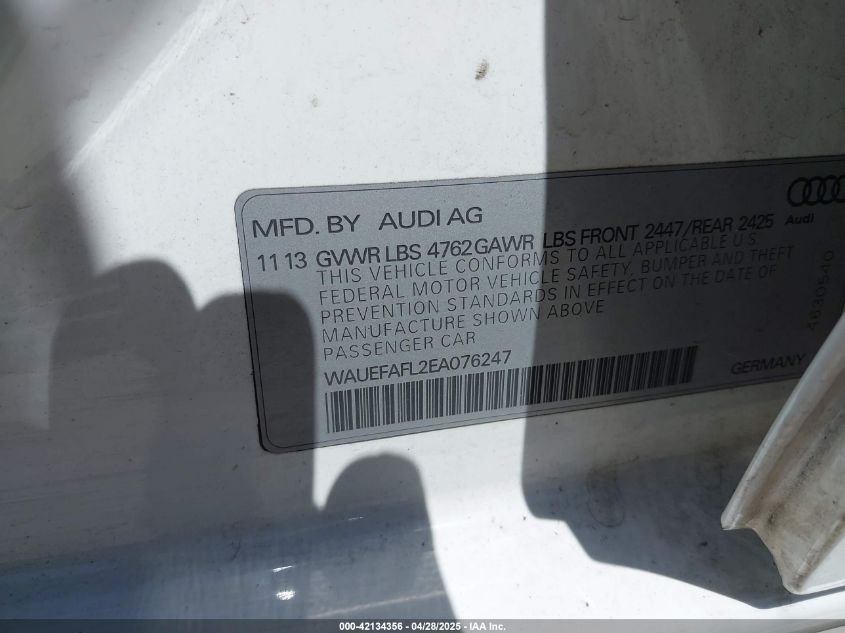 MFD. BY AUDI AG
Audi
11 13 GVWR LBS 4762 GAWR LBS FRONT 2447/REAR 2425
THIS VEHICLE CONFORMS TO ALL APPLICABLE U.S
FEDERAL MOTOR VEHICLE SAFETY, BUMPER AND THEFT
PREVENTION STANDARDS IN EFFECT ON THE DATE OF
MANUFACTURE SHOWN ABOVE
PASSENGER CAR
WAUEFAFL2EA076247
GERMANY
4630540
000-42134356 - 04/28/2025 - IAA Inc.